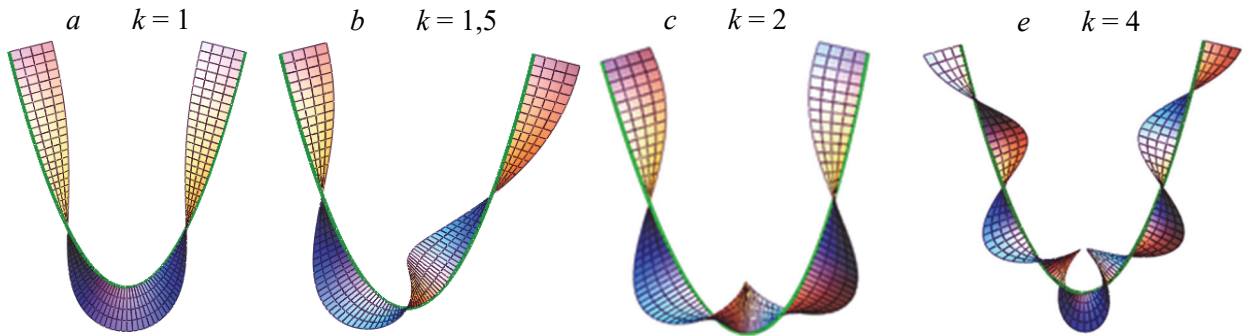 a k = 1 b k = 1,5 c k = 2 e k = 4